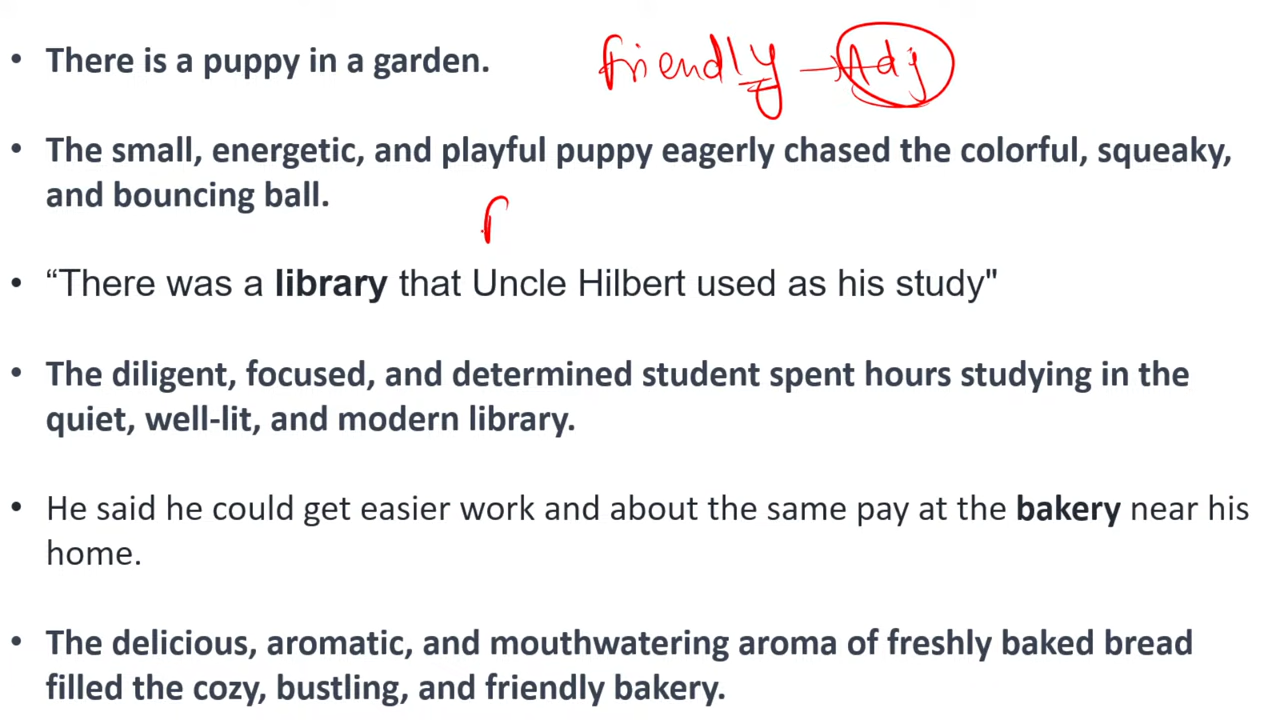 • There is a puppy in a garden.
friendly → Adj
• The small, energetic, and playful puppy eagerly chased the colorful, squeaky,
and bouncing ball.
• “There was a library that Uncle Hilbert used as his study"
• The diligent, focused, and determined student spent hours studying in the
quiet, well-lit, and modern library.
• He said he could get easier work and about the same pay at the bakery near his
home.
• The delicious, aromatic, and mouthwatering aroma of freshly baked bread
filled the cozy, bustling, and friendly bakery.